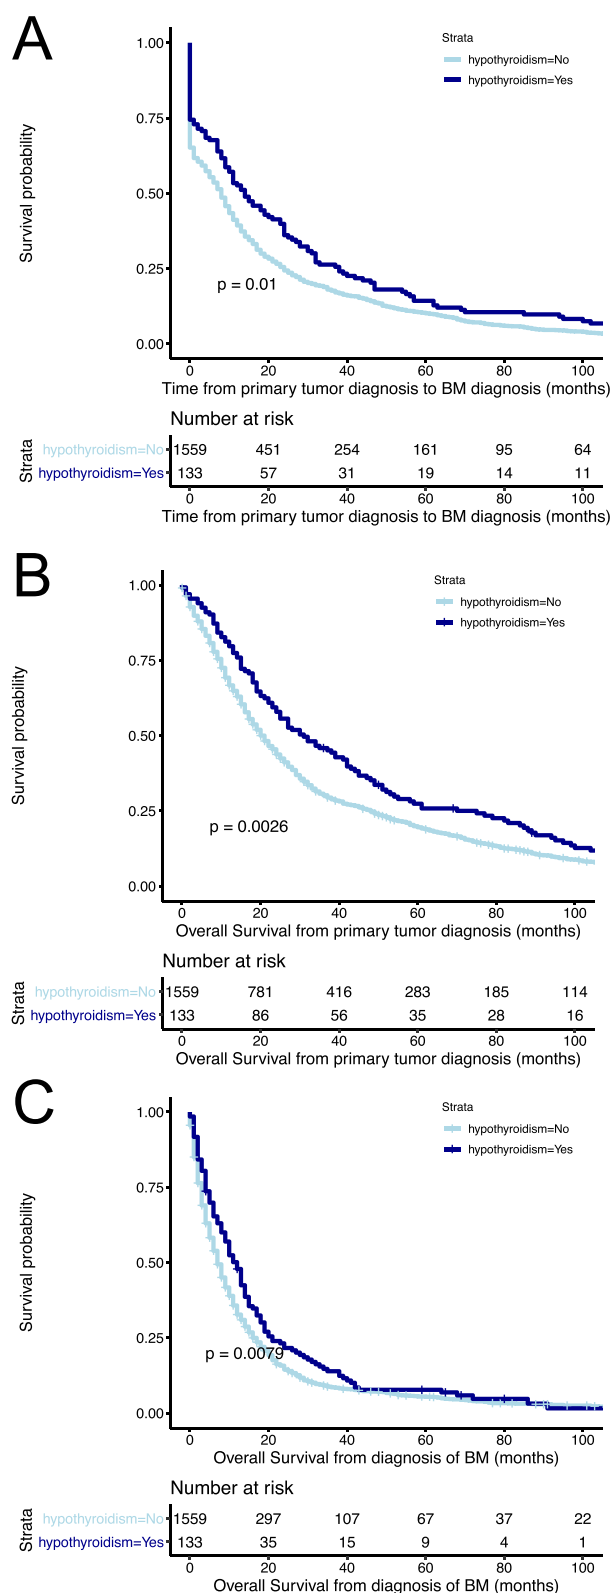 A
Strata
hypothyroidism=No
hypothyroidism=Yes
Survival probability
1.00
0.75
0.50
0.25
0.00
p = 0.01
0 20 40 60 80 100
Time from primary tumor diagnosis to BM diagnosis (months)
Number at risk
Strata
hypothyroidism=No 1559 451 254 161 95 64
hypothyroidism=Yes 133 57 31 19 14 11
0 20 40 60 80 100
Time from primary tumor diagnosis to BM diagnosis (months)
B
Strata
hypothyroidism=No
hypothyroidism=Yes
Survival probability
1.00
0.75
0.50
0.25
0.00
p = 0.0026
0 20 40 60 80 100
Overall Survival from primary tumor diagnosis (months)
Number at risk
Strata
hypothyroidism=No 1559 781 416 283 185 114
hypothyroidism=Yes 133 86 56 35 28 16
0 20 40 60 80 100
Overall Survival from primary tumor diagnosis (months)
C
Strata
hypothyroidism=No
hypothyroidism=Yes
Survival probability
1.00
0.75
0.50
0.25
0.00
p = 0.0079
0 20 40 60 80 100
Overall Survival from diagnosis of BM (months)
Number at risk
Strata
hypothyroidism=No 1559 297 107 67 37 22
hypothyroidism=Yes 133 35 15 9 4 1
0 20 40 60 80 100
Overall Survival from diagnosis of BM (months)